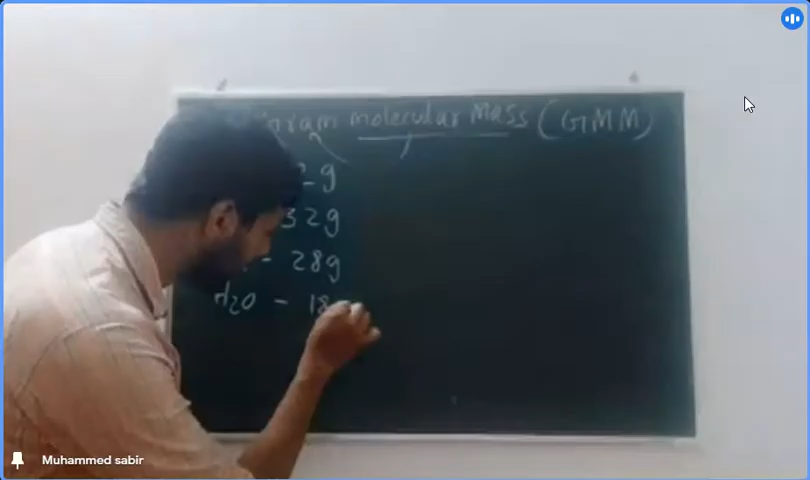 Gram molecular Mass (GMM)
2g
32g
- 28g
H2O - 18
Muhammed sabir